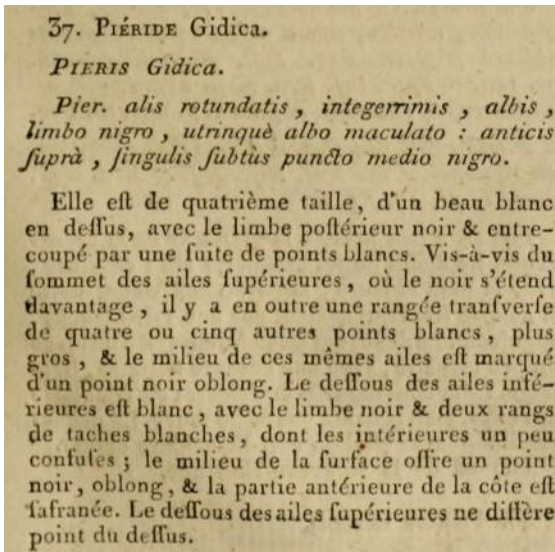 37. PIÉRIDE Gidica.
PIERIS Gidica.
Pier. alis rotundatis, integerrimis, albis,
limbo nigro, utrinquè albo maculato : anticis
ſuprà, ſingulis ſubtùs puncto medio nigro.
Elle eſt de quatrième taille, d'un beau blanc
en deſſus, avec le limbe poſtérieur noir & entre-
coupé par une ſuite de points blancs. Vis-à-vis du
ſommet des ailes ſupérieures, où le noir s'étend
davantage, il y a en outre une rangée tranſverſe
de quatre ou cinq autres points blancs, plus
gros, & le milieu de ces mêmes ailes eſt marqué
d'un point noir oblong. Le deſſous des ailes infé-
rieures eſt blanc, avec le limbe noir & deux rangs
de taches blanches, dont les intérieures un peu
confuſes ; le milieu de la ſurface offre un point
noir, oblong, & la partie antérieure de la côte eſt
ſafranée. Le deſſous des ailes ſupérieures ne diffère
point du deſſus.